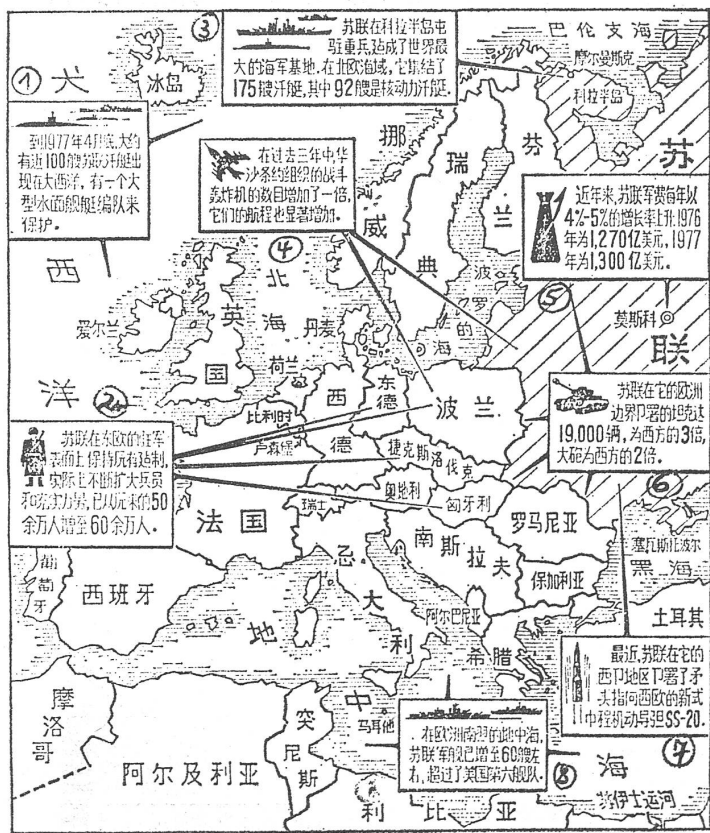 ①
到1977年4月底,大约
有近100艘苏联潜艇出
现在大西洋,有一个大
型水面舰艇编队来
保护。
③
苏联在科拉半岛屯
驻重兵,建成了世界最
大的海军基地.在北欧海域,它集结了
175艘潜艇,其中92艘是核动力潜艇.
在过去三年中华
沙条约组织的战斗
轰炸机的数目增加了一倍,
它们的航程也显著增加.
④
近年来,苏联军费每年以
4%-5%的增长率上升.1976
年为1,270亿美元,1977
年为1,300亿美元.
⑤
苏联在它的欧洲
边界部署的坦克达
19,000辆,为西方的3倍,
大砲为西方的2倍.
⑥
②
苏联在东欧的驻军
表面上保持原有建制,
实际上不断扩大兵员
和充实力量,已从元来的50
余万人增至60余万人.
最近,苏联在它的
西部地区部署了矛
头指向西欧的新式
中程机动导弹SS-20.
⑦
在欧洲南翼的地中海,
苏联军舰已增至60艘左
右,超过了美国第六舰队.
⑧
巴伦支海
摩尔曼斯克
科拉半岛
冰岛
大
西
洋
挪
威
瑞
典
芬
兰
苏
联
莫斯科
波
罗
的
海
北
海
丹麦
爱尔兰
英
国
荷兰
比利时
卢森堡
西
德
东
德
波兰
捷克斯洛伐克
奥地利
匈牙利
瑞士
法国
罗马尼亚
南斯拉夫
保加利亚
塞瓦斯托波尔
黑海
土耳其
葡
萄
牙
西班牙
意
大
利
阿尔巴尼亚
希腊
地
中
海
马耳他
摩
洛
哥
阿尔及利亚
突
尼
斯
利比亚
苏伊士运河